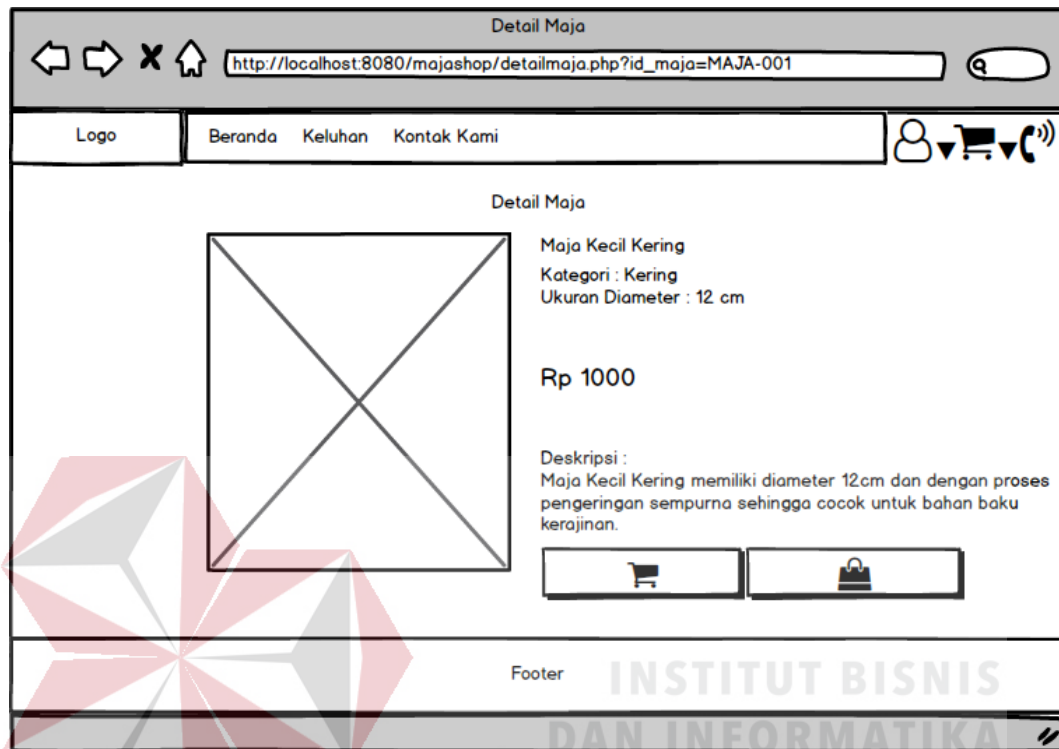 Detail Maja
http://localhost:8080/majashop/detailmaja.php?id_maja=MAJA-001
Logo
Beranda Keluhan Kontak Kami
Detail Maja
Maja Kecil Kering
Kategori : Kering
Ukuran Diameter : 12 cm
Rp 1000
Deskripsi :
Maja Kecil Kering memiliki diameter 12cm dan dengan proses
pengeringan sempurna sehingga cocok untuk bahan baku
kerajinan.
Footer
INSTITUT BISNIS
DAN INFORMATIKA